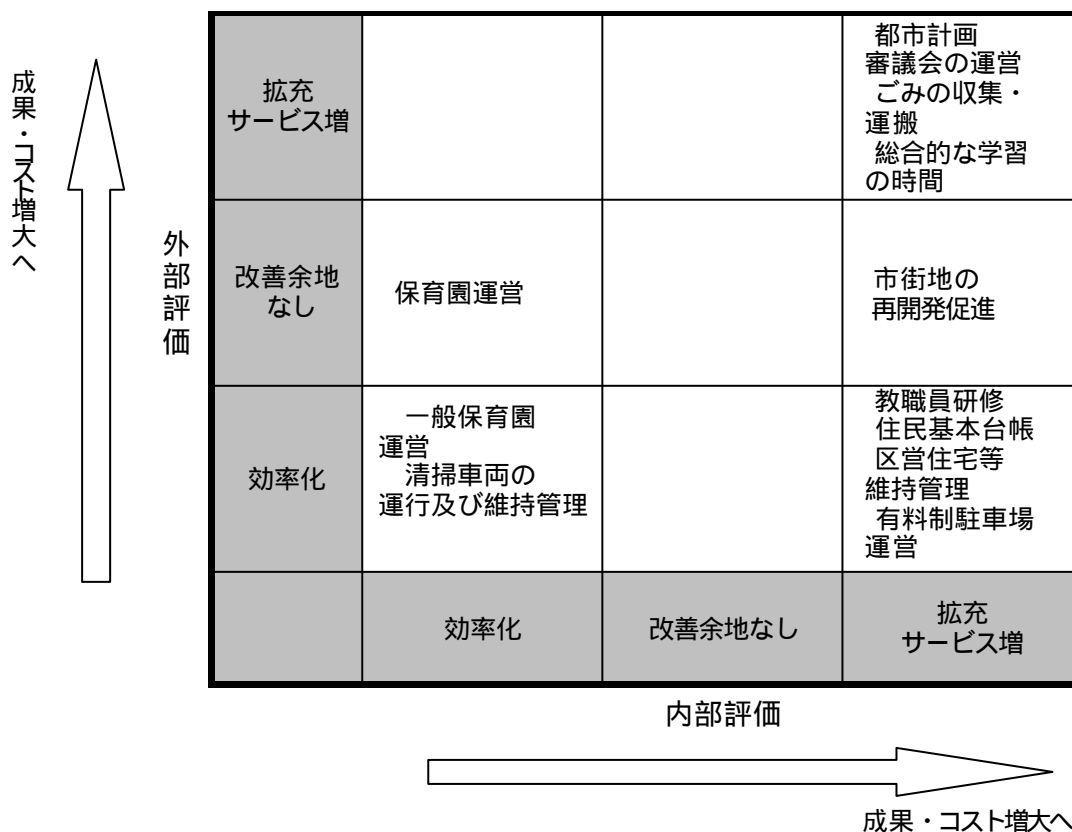 成果・コスト増大へ
外部評価
拡充
サービス増
都市計画
審議会の運営
ごみの収集・
運搬
総合的な学習
の時間
改善余地
なし
保育園運営
市街地の
再開発促進
効率化
一般保育園
運営
清掃車両の
運行及び維持管理
教職員研修
住民基本台帳
区営住宅等
維持管理
有料制駐車場
運営
効率化
改善余地なし
拡充
サービス増
内部評価
成果・コスト増大へ